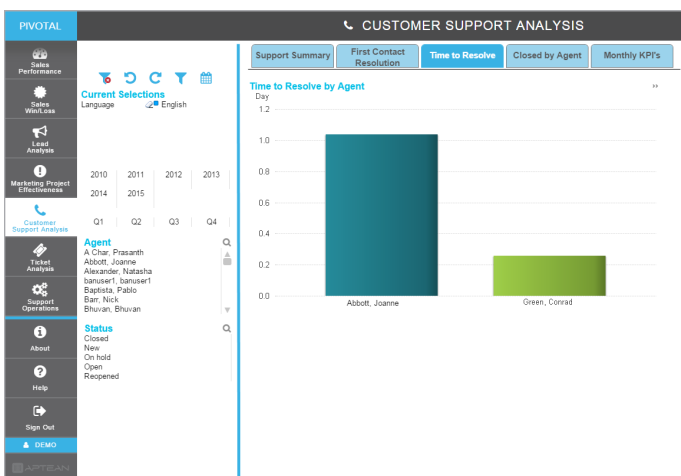 PIVOTAL
CUSTOMER SUPPORT ANALYSIS
Sales
Performance
Sales
Win/Loss
Lead
Analysis
Marketing Project
Effectiveness
Customer
Support Analysis
Ticket
Analysis
Support
Operations
About
Help
Sign Out
DEMO
APTEAN
Current Selections
Language English
2010 2011 2012 2013
2014 2015
Q1 Q2 Q3 Q4
Agent
A Char, Prasanth
Abbott, Joanne
Alexander, Natasha
banuser1, banuser1
Baptista, Pablo
Barr, Nick
Bhuvan, Bhuvan
Status
Closed
New
On hold
Open
Reopened
Support Summary
First Contact
Resolution
Time to Resolve
Closed by Agent
Monthly KPI's
Time to Resolve by Agent
Day
1.2
1.0
0.8
0.6
0.4
0.2
0.0
Abbott, Joanne
Green, Conrad